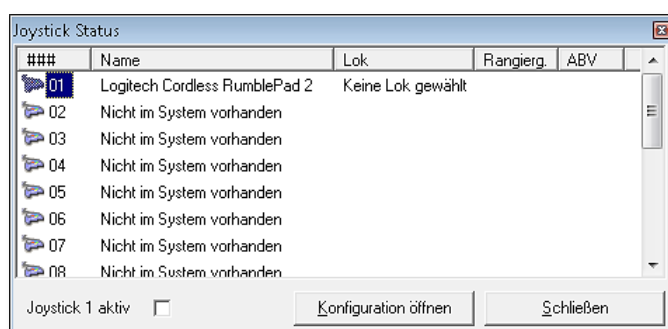 Joystick Status
### Name Lok Rangierg. ABV
01 Logitech Cordless RumblePad 2 Keine Lok gewählt
02 Nicht im System vorhanden
03 Nicht im System vorhanden
04 Nicht im System vorhanden
05 Nicht im System vorhanden
06 Nicht im System vorhanden
07 Nicht im System vorhanden
08 Nicht im System vorhanden
Joystick 1 aktiv Konfiguration öffnen Schließen